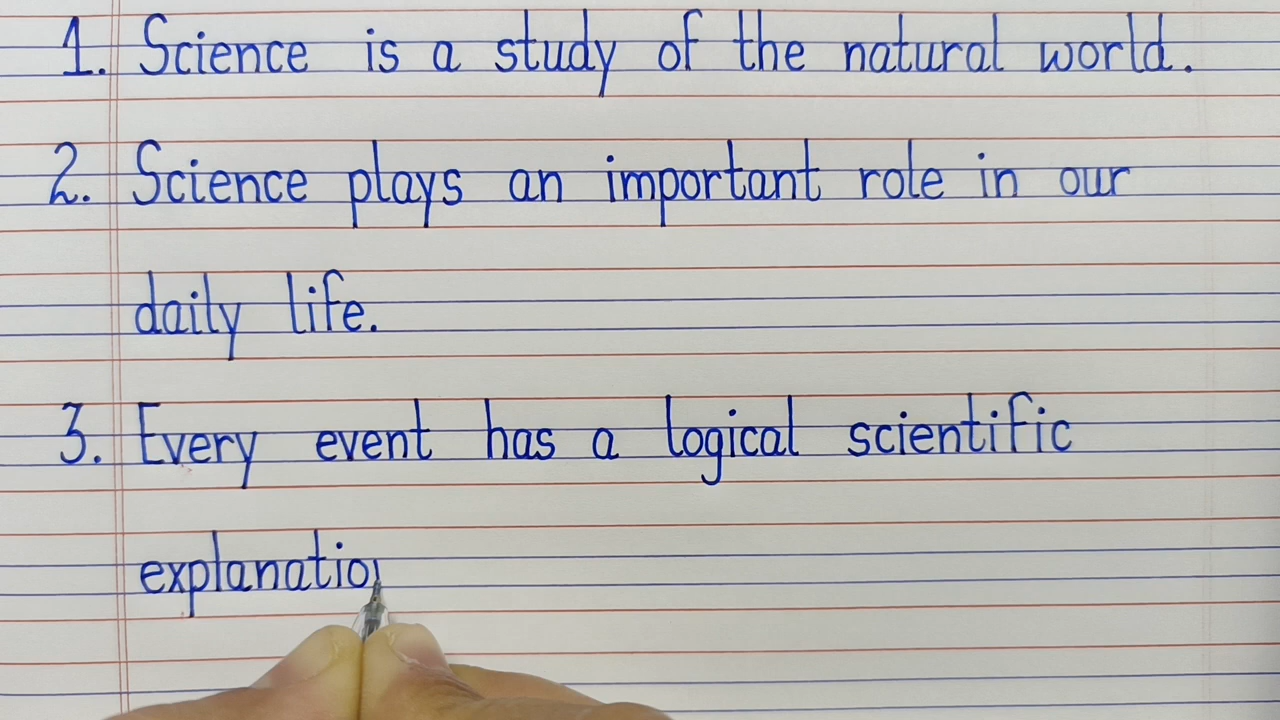 1. Science is a study of the natural world.
2. Science plays an important role in our
daily life.
3. Every event has a logical scientific
explanatio